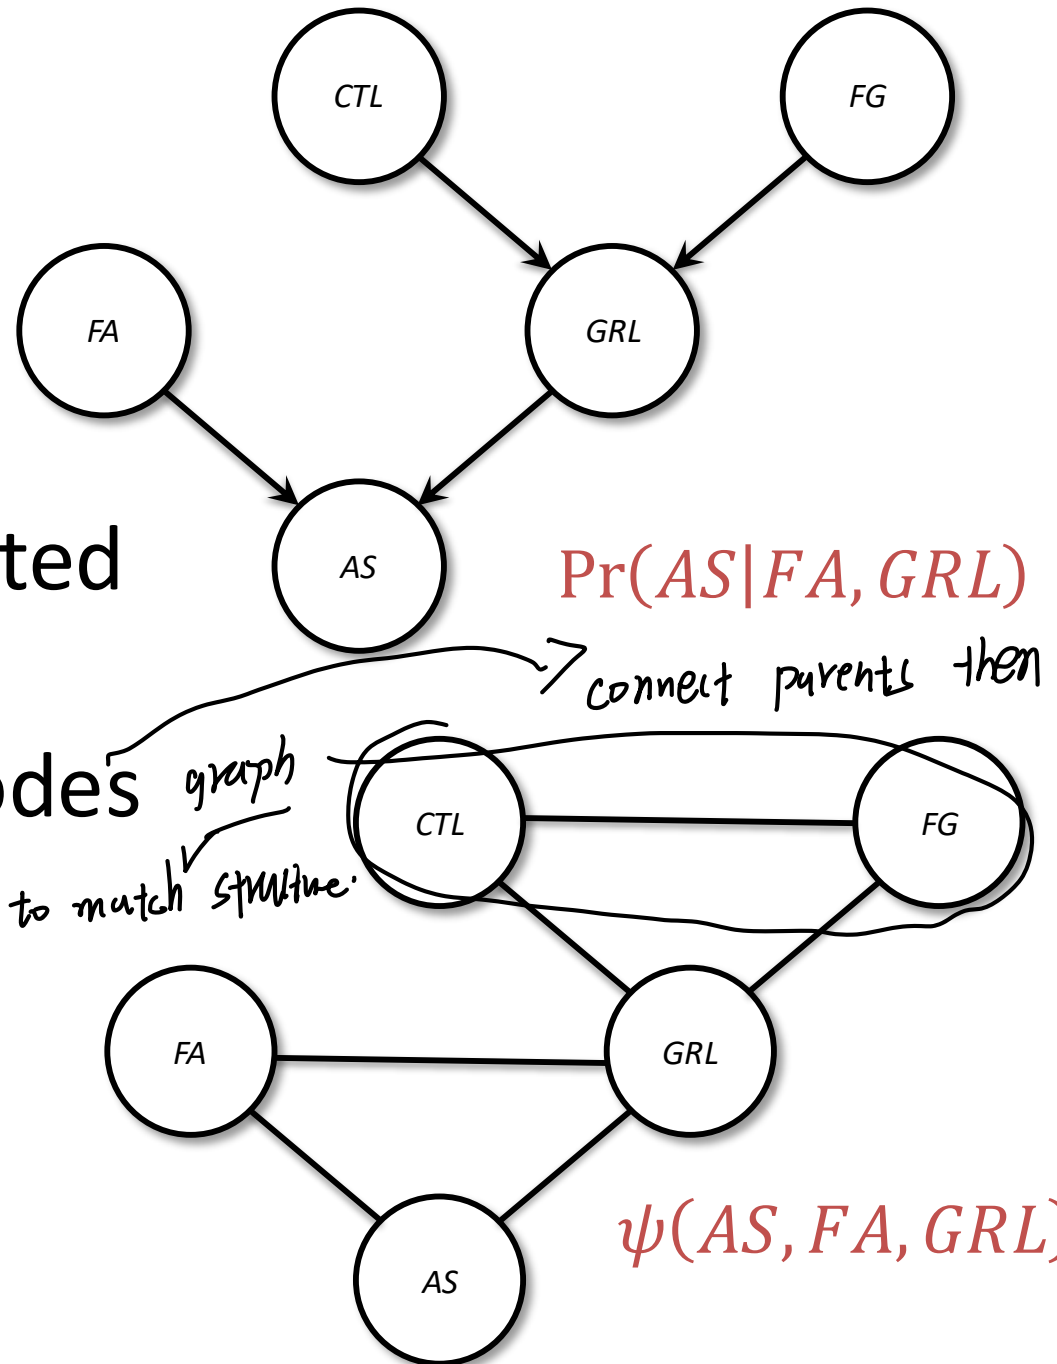 CTL
FG
FA
GRL
ted
AS
Pr(AS|FA, GRL)
connect parents then
odes graph
CTL
FG
to match structure.
FA
GRL
ψ(AS, FA, GRL)
AS